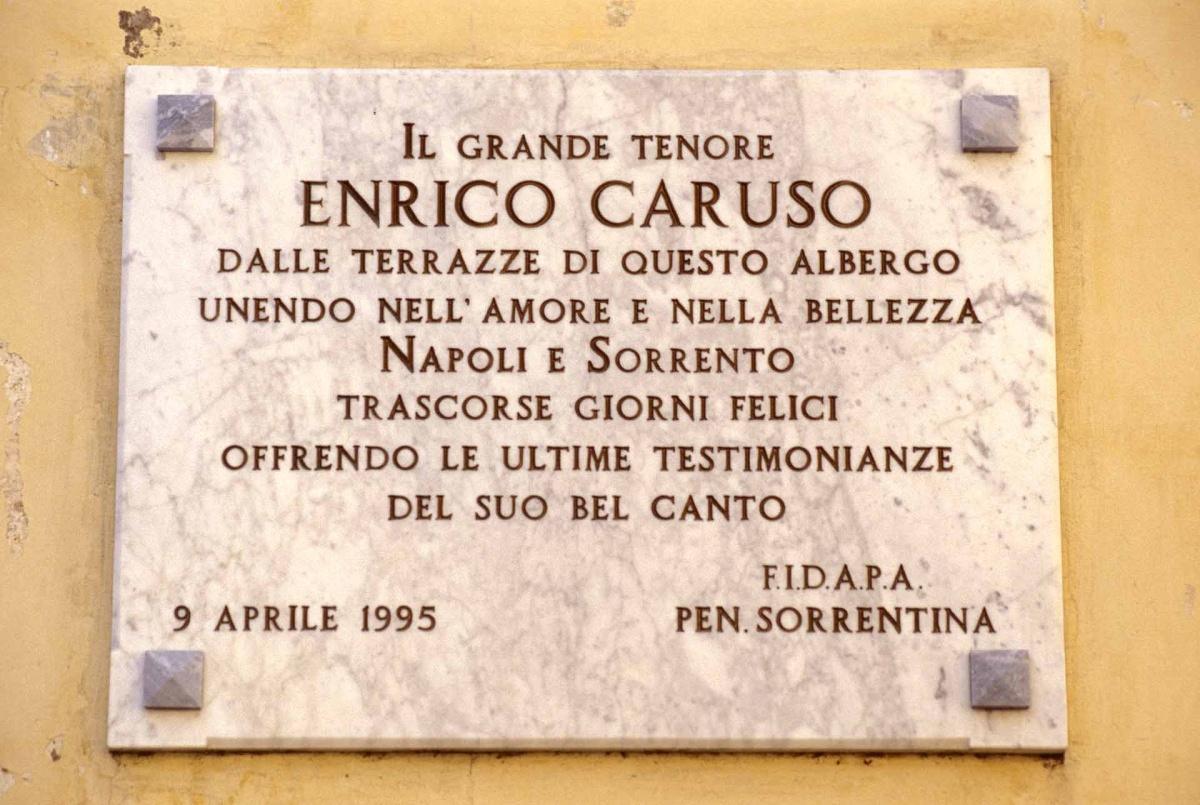 IL GRANDE TENORE
ENRICO CARUSO
DALLE TERRAZZE DI QUESTO ALBERGO
UNENDO NELL' AMORE E NELLA BELLEZZA
NAPOLI E SORRENTO
TRASCORSE GIORNI FELICI
OFFRENDO LE ULTIME TESTIMONIANZE
DEL SUO BEL CANTO
F.I.D.A.P.A.
9 APRILE 1995 PEN. SORRENTINA